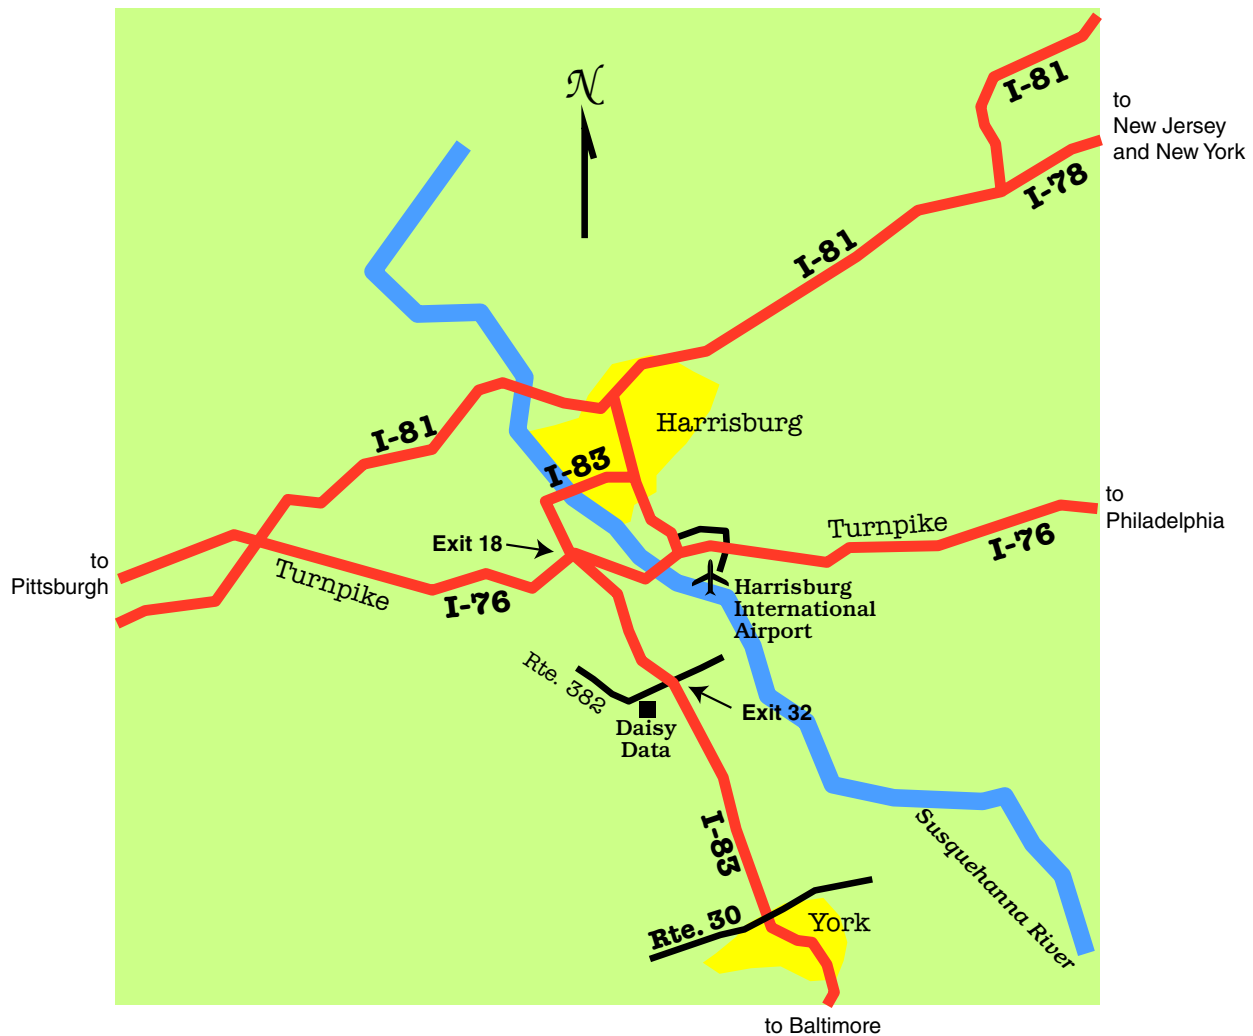 N
I-81
to
New Jersey
and New York
I-78
I-81
Harrisburg
I-81
I-83
to
Philadelphia
Turnpike
I-76
Exit 18
to
Pittsburgh
Turnpike
I-76
Harrisburg
International
Airport
Rte. 382
Exit 32
Daisy
Data
I-83
Susquehanna River
Rte. 30
York
to Baltimore